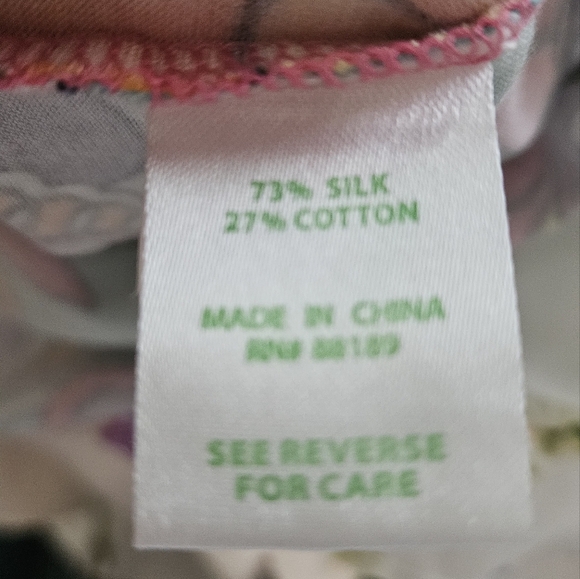 73% SILK
27% COTTON
MADE IN CHINA
RN# 88189
SEE REVERSE
FOR CARE